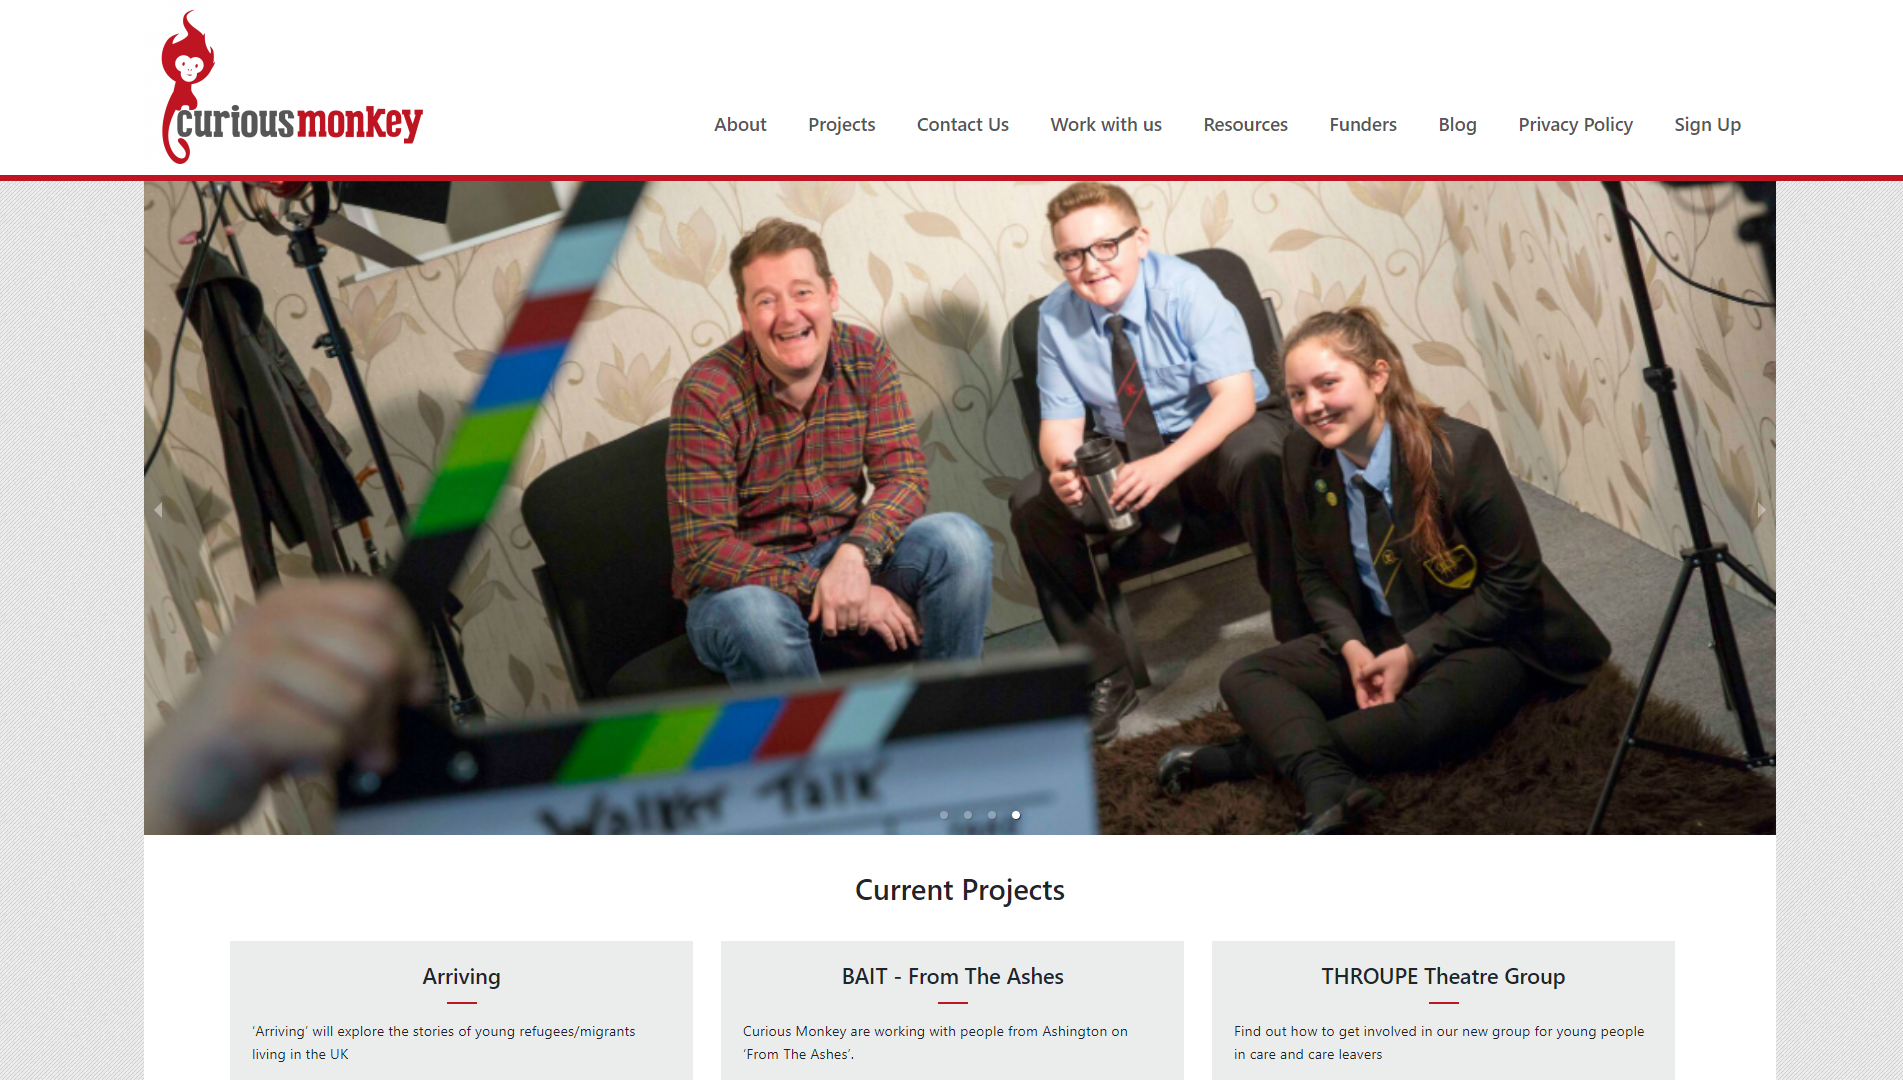 curiousmonkey
About Projects Contact Us Work with us Resources Funders Blog Privacy Policy Sign Up
Walker Talk
Current Projects
Arriving
‘Arriving’ will explore the stories of young refugees/migrants
living in the UK
BAIT - From The Ashes
Curious Monkey are working with people from Ashington on
‘From The Ashes’.
THROUPE Theatre Group
Find out how to get involved in our new group for young people
in care and care leavers